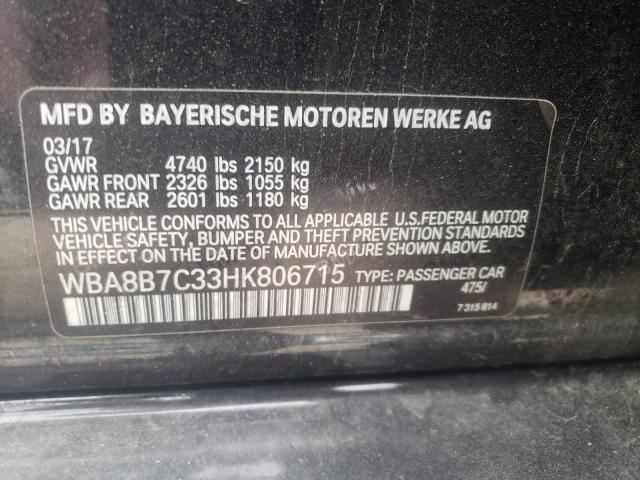 MFD BY BAYERISCHE MOTOREN WERKE AG
03/17
GVWR 4740 lbs 2150 kg
GAWR FRONT 2326 lbs 1055 kg
GAWR REAR 2601 lbs 1180 kg
THIS VEHICLE CONFORMS TO ALL APPLICABLE U.S.FEDERAL MOTOR
VEHICLE SAFETY, BUMPER AND THEFT PREVENTION STANDARDS
IN EFFECT ON THE DATE OF MANUFACTURE SHOWN ABOVE.
WBA8B7C33HK806715 TYPE: PASSENGER CAR
475/
7315814